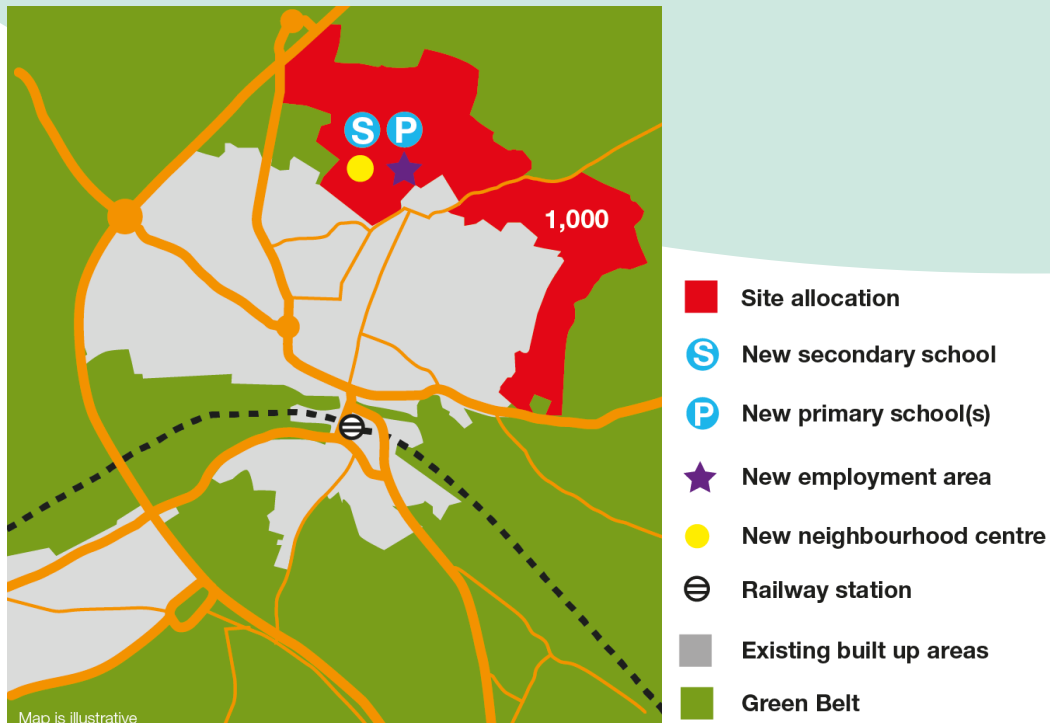 S P
1,000
Site allocation
S New secondary school
P New primary school(s)
New employment area
New neighbourhood centre
Railway station
Existing built up areas
Green Belt
Map is illustrative